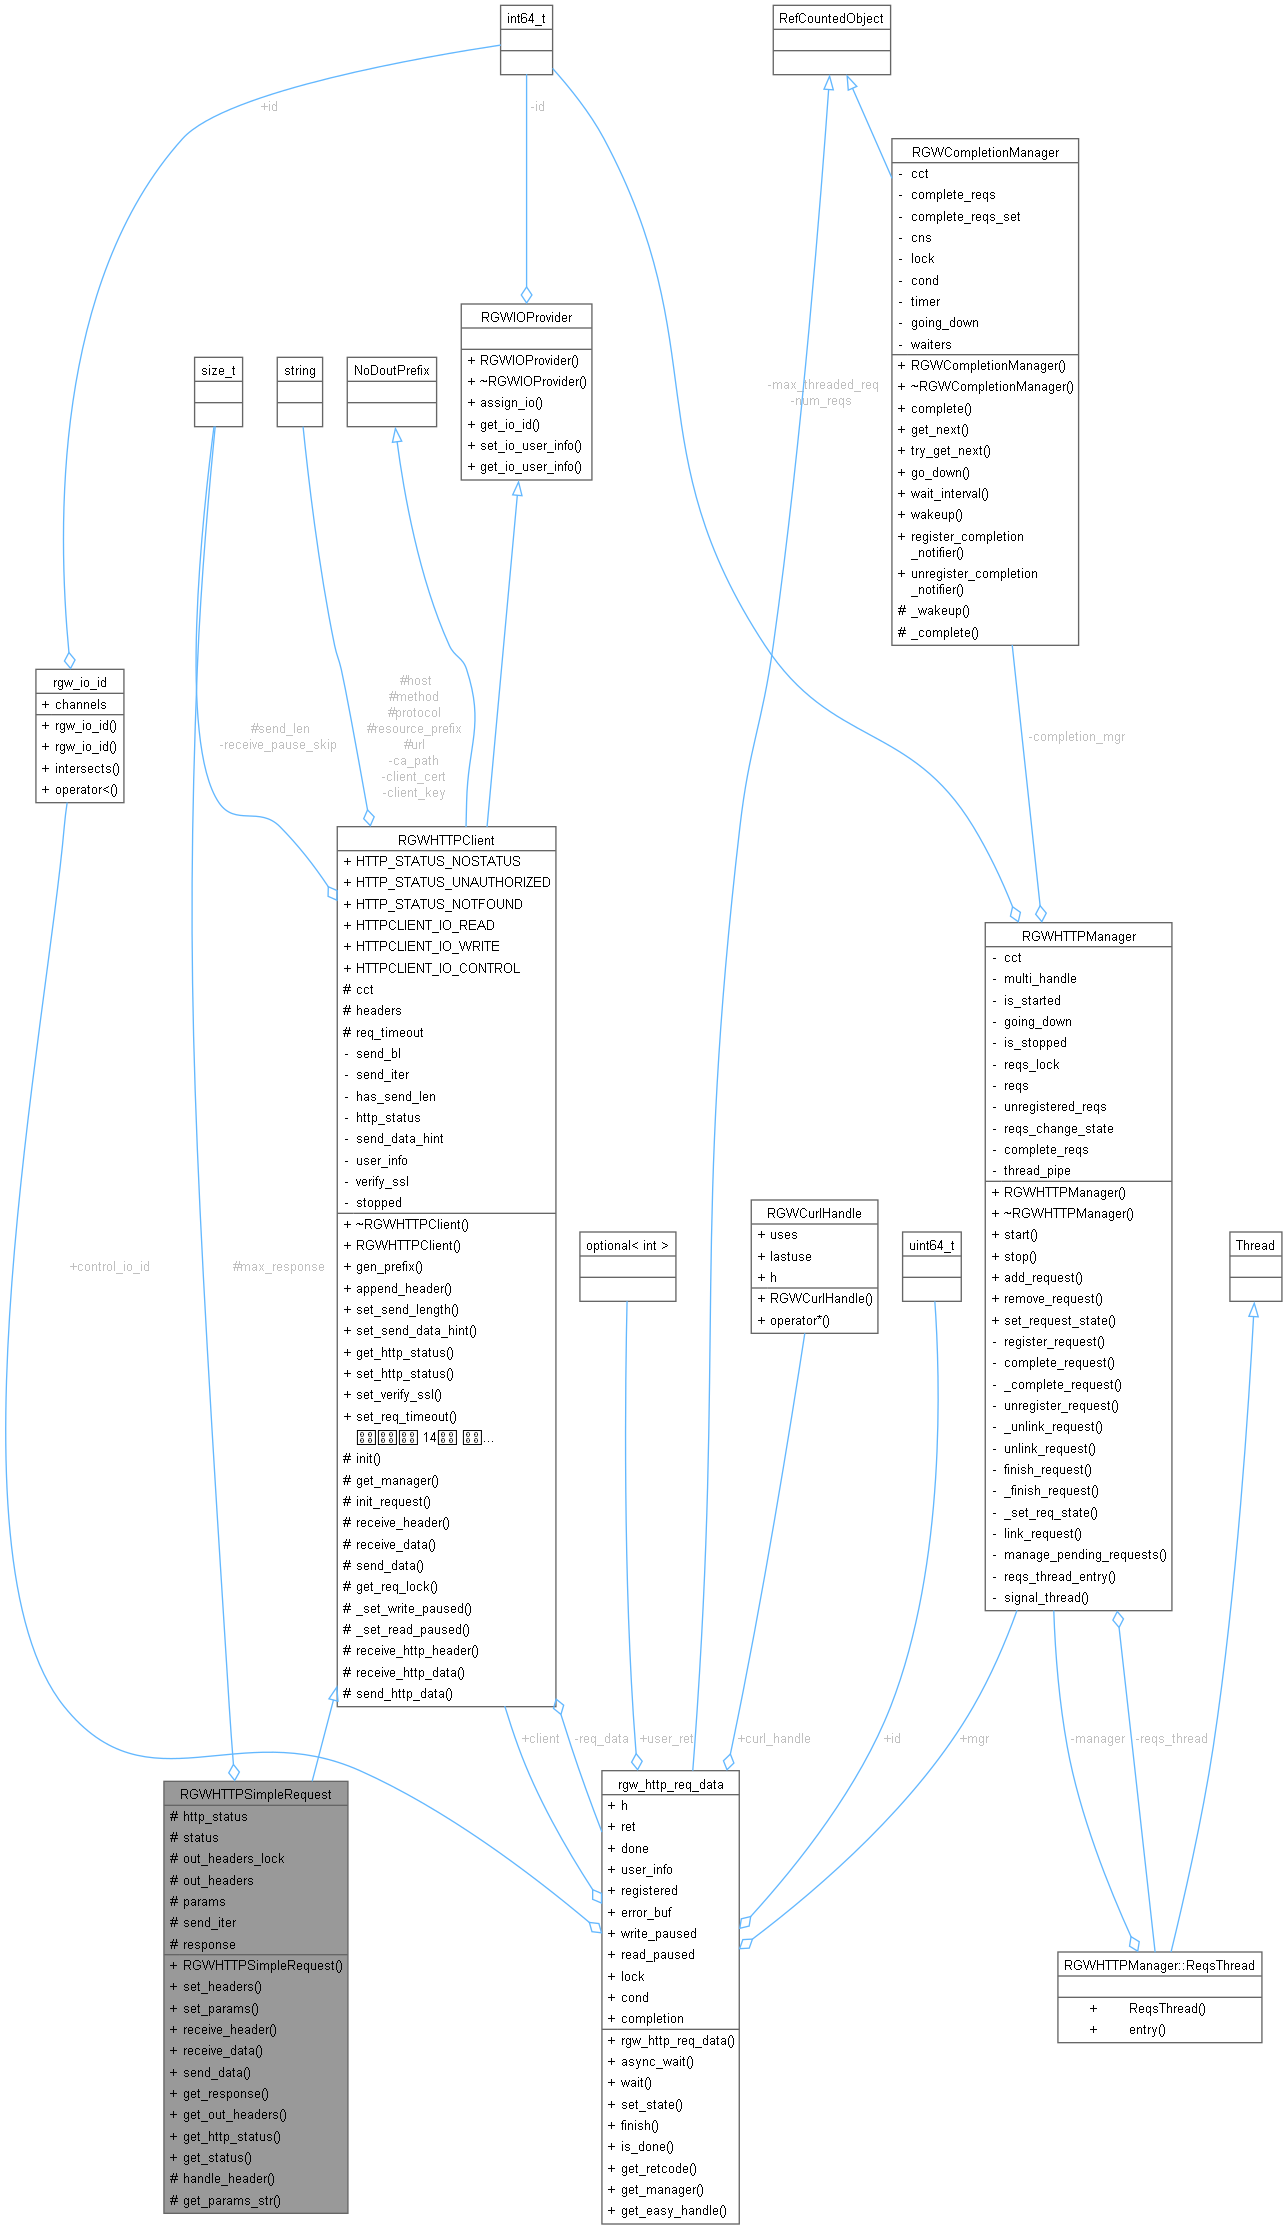 int64_t
RefCountedObject
+id
-id
RGWCompletionManager
- cct
- complete_reqs
- complete_reqs_set
- cns
- lock
- cond
- timer
- going_down
- waiters
+ RGWCompletionManager()
+ ~RGWCompletionManager()
+ complete()
+ get_next()
+ try_get_next()
+ go_down()
+ wait_interval()
+ wakeup()
+ register_completion
_notifier()
+ unregister_completion
_notifier()
# _wakeup()
# _complete()
RGWIOProvider
+ RGWIOProvider()
+ ~RGWIOProvider()
+ assign_io()
+ get_io_id()
+ set_io_user_info()
+ get_io_user_info()
size_t
string
NoDoutPrefix
-max_threaded_req
-num_reqs
rgw_io_id
+ channels
+ rgw_io_id()
+ rgw_io_id()
+ intersects()
+ operator<()
#send_len
-receive_pause_skip
#host
#method
#protocol
#resource_prefix
#url
-ca_path
-client_cert
-client_key
-completion_mgr
RGWHTTPClient
+ HTTP_STATUS_NOSTATUS
+ HTTP_STATUS_UNAUTHORIZED
+ HTTP_STATUS_NOTFOUND
+ HTTPCLIENT_IO_READ
+ HTTPCLIENT_IO_WRITE
+ HTTPCLIENT_IO_CONTROL
# cct
# headers
# req_timeout
- send_bl
- send_iter
- has_send_len
- http_status
- send_data_hint
- user_info
- verify_ssl
- stopped
+ ~RGWHTTPClient()
+ RGWHTTPClient()
+ gen_prefix()
+ append_header()
+ set_send_length()
+ set_send_data_hint()
+ get_http_status()
+ set_http_status()
+ set_verify_ssl()
+ set_req_timeout()
14 ...
# init()
# get_manager()
# init_request()
# receive_header()
# receive_data()
# send_data()
# get_req_lock()
# _set_write_paused()
# _set_read_paused()
# receive_http_header()
# receive_http_data()
# send_http_data()
RGWHTTPManager
- cct
- multi_handle
- is_started
- going_down
- is_stopped
- reqs_lock
- reqs
- unregistered_reqs
- reqs_change_state
- complete_reqs
- thread_pipe
+ RGWHTTPManager()
+ ~RGWHTTPManager()
+ start()
+ stop()
+ add_request()
+ remove_request()
+ set_request_state()
- register_request()
- complete_request()
- _complete_request()
- unregister_request()
- _unlink_request()
- unlink_request()
- finish_request()
- _finish_request()
- _set_req_state()
- link_request()
- manage_pending_requests()
- reqs_thread_entry()
- signal_thread()
+control_io_id
#max_response
optional< int >
RGWCurlHandle
+ uses
+ lastuse
+ h
+ RGWCurlHandle()
+ operator*()
uint64_t
Thread
+client
-req_data
+user_ret
+curl_handle
+id
+mgr
-manager
-reqs_thread
RGWHTTPSimpleRequest
# http_status
# status
# out_headers_lock
# out_headers
# params
# send_iter
# response
+ RGWHTTPSimpleRequest()
+ set_headers()
+ set_params()
+ receive_header()
+ receive_data()
+ send_data()
+ get_response()
+ get_out_headers()
+ get_http_status()
+ get_status()
# handle_header()
# get_params_str()
rgw_http_req_data
+ h
+ ret
+ done
+ user_info
+ registered
+ error_buf
+ write_paused
+ read_paused
+ lock
+ cond
+ completion
+ rgw_http_req_data()
+ async_wait()
+ wait()
+ set_state()
+ finish()
+ is_done()
+ get_retcode()
+ get_manager()
+ get_easy_handle()
RGWHTTPManager::ReqsThread
+ ReqsThread()
+ entry()